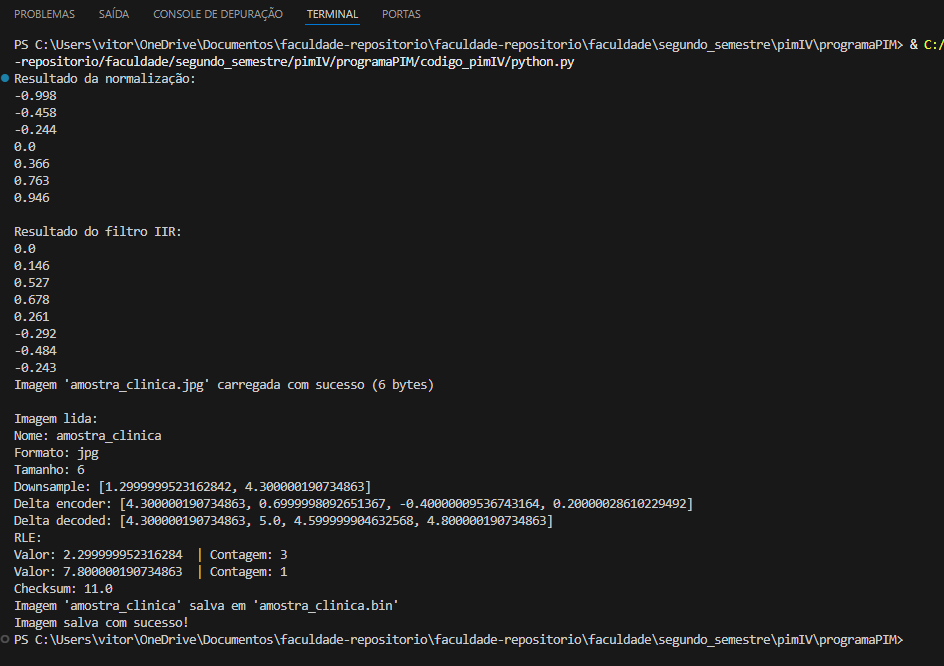 PROBLEMAS SAÍDA CONSOLE DE DEPURAÇÃO TERMINAL PORTAS
PS C:\Users\vitor\OneDrive\Documentos\faculdade-repositorio\faculdade-repositorio\faculdade\segundo_semestre\pimIV\programaPIM> & C:/
-repositorio/faculdade/segundo_semestre/pimIV/programaPIM/codigo_pimIV/python.py
Resultado da normalização:
-0.998
-0.458
-0.244
0.0
0.366
0.763
0.946
Resultado do filtro IIR:
0.0
0.146
0.527
0.678
0.261
-0.292
-0.484
-0.243
Imagem 'amostra_clinica.jpg' carregada com sucesso (6 bytes)
Imagem lida:
Nome: amostra_clinica
Formato: jpg
Tamanho: 6
Downsample: [1.2999999523162842, 4.300000190734863]
Delta encoder: [4.300000190734863, 0.6999998092651367, -0.40000009536743164, 0.20000028610229492]
Delta decoded: [4.300000190734863, 5.0, 4.599999904632568, 4.800000190734863]
RLE:
Valor: 2.299999952316284 | Contagem: 3
Valor: 7.800000190734863 | Contagem: 1
Checksum: 11.0
Imagem 'amostra_clinica' salva em 'amostra_clinica.bin'
Imagem salva com sucesso!
PS C:\Users\vitor\OneDrive\Documentos\faculdade-repositorio\faculdade-repositorio\faculdade\segundo_semestre\pimIV\programaPIM>